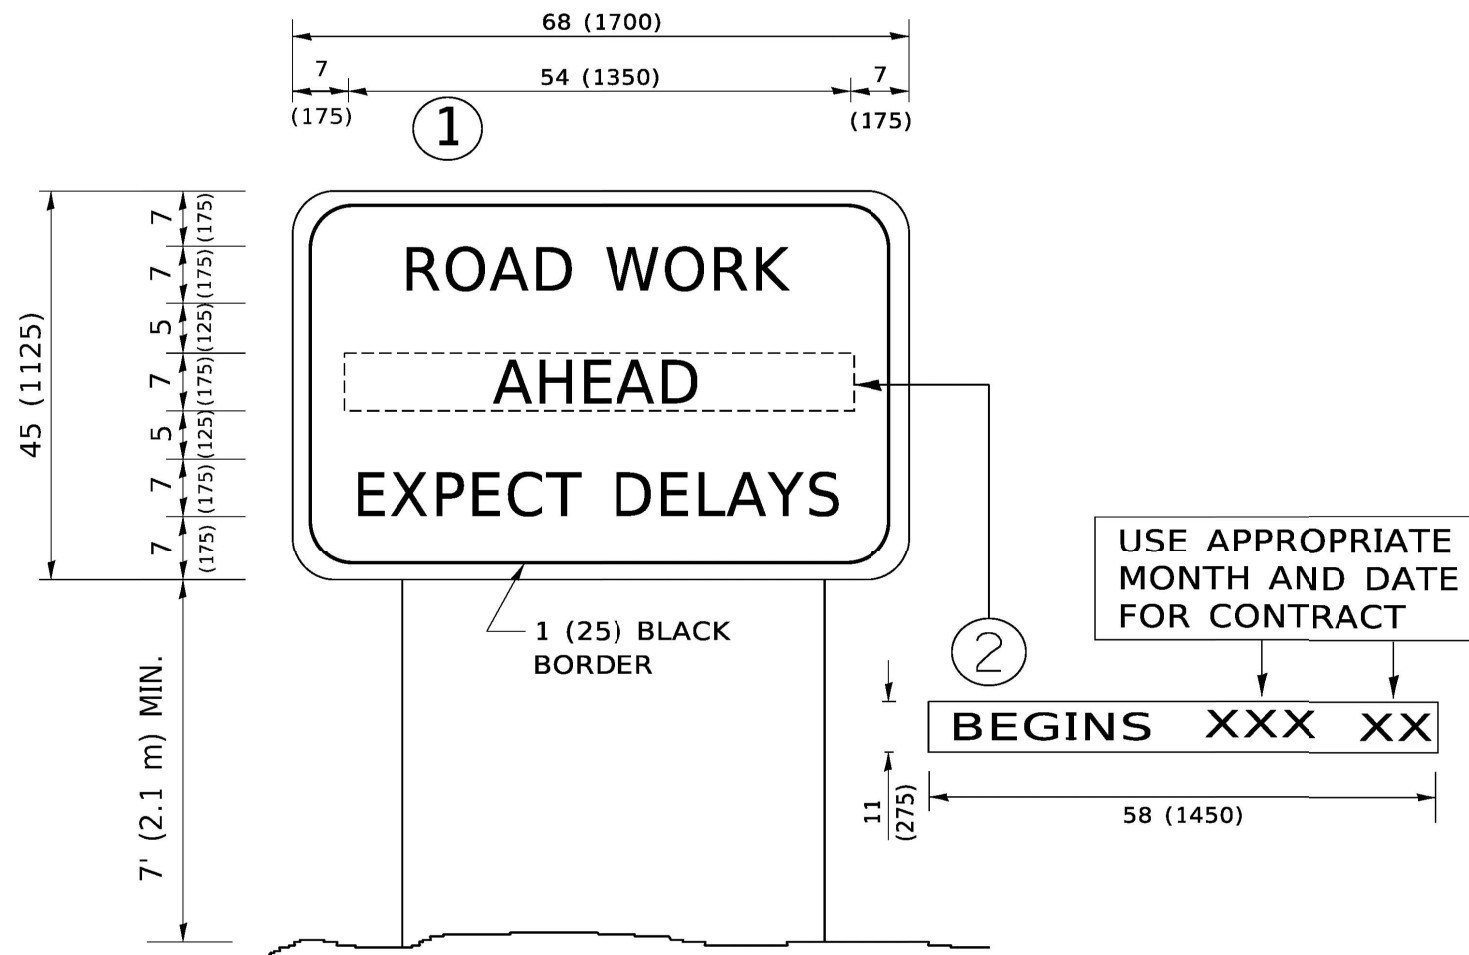 68 (1700)
7
54 (1350)
7
(175)
(175)
1
45 (1125)
7 (175)
7 (175)
5 (125)
7 (175)
5 (125)
7 (175)
7 (175)
ROAD WORK
AHEAD
EXPECT DELAYS
1 (25) BLACK
BORDER
7' (2.1 m) MIN.
2
USE APPROPRIATE
MONTH AND DATE
FOR CONTRACT
BEGINS XXX XX
11
(275)
58 (1450)